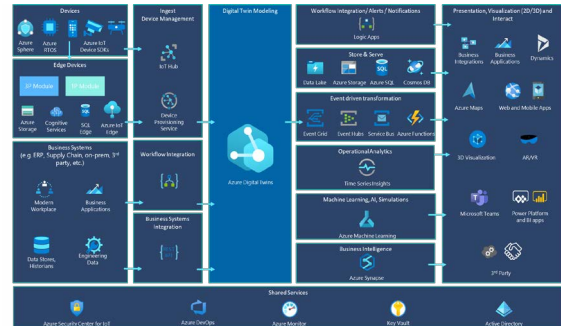 Devices
Azure Sphere
Azure RTOS
Azure IoT Device SDKs
Edge Devices
Azure Storage
Cognitive Services
SQL Edge
Azure IoT Edge
Business Systems
(e.g. ERP, Supply Chain, on-prem, 3rd
party, etc.)
Modern Workplace
Business Applications
Data Stores, Historians
Engineering Data
Ingest
Device Management
IoT Hub
Device Provisioning Service
Workflow Integration
Business Systems
Integration
Digital Twin Modeling
Azure Digital Twins
Workflow Integration/ Alerts / Notifications
Logic Apps
Store & Serve
Data Lake
Azure Storage
Azure SQL
Cosmos DB
Event driven transformation
Event Grid
Event Hubs
Service Bus
Azure Functions
Operational Analytics
Time Series Insights
Machine Learning, AI, Simulations
Azure Machine Learning
Business Intelligence
Azure Synapse
Presentation, Visualization (2D/3D) and
Interact
Business Integrations
Business Applications
Dynamics
Azure Maps
Web and Mobile Apps
3D Visualization
AR/VR
Microsoft Teams
Power Platform and BI apps
3rd Party
Shared Services
Azure Security Center for IoT
Azure DevOps
Azure Monitor
Key Vault
Active Directory